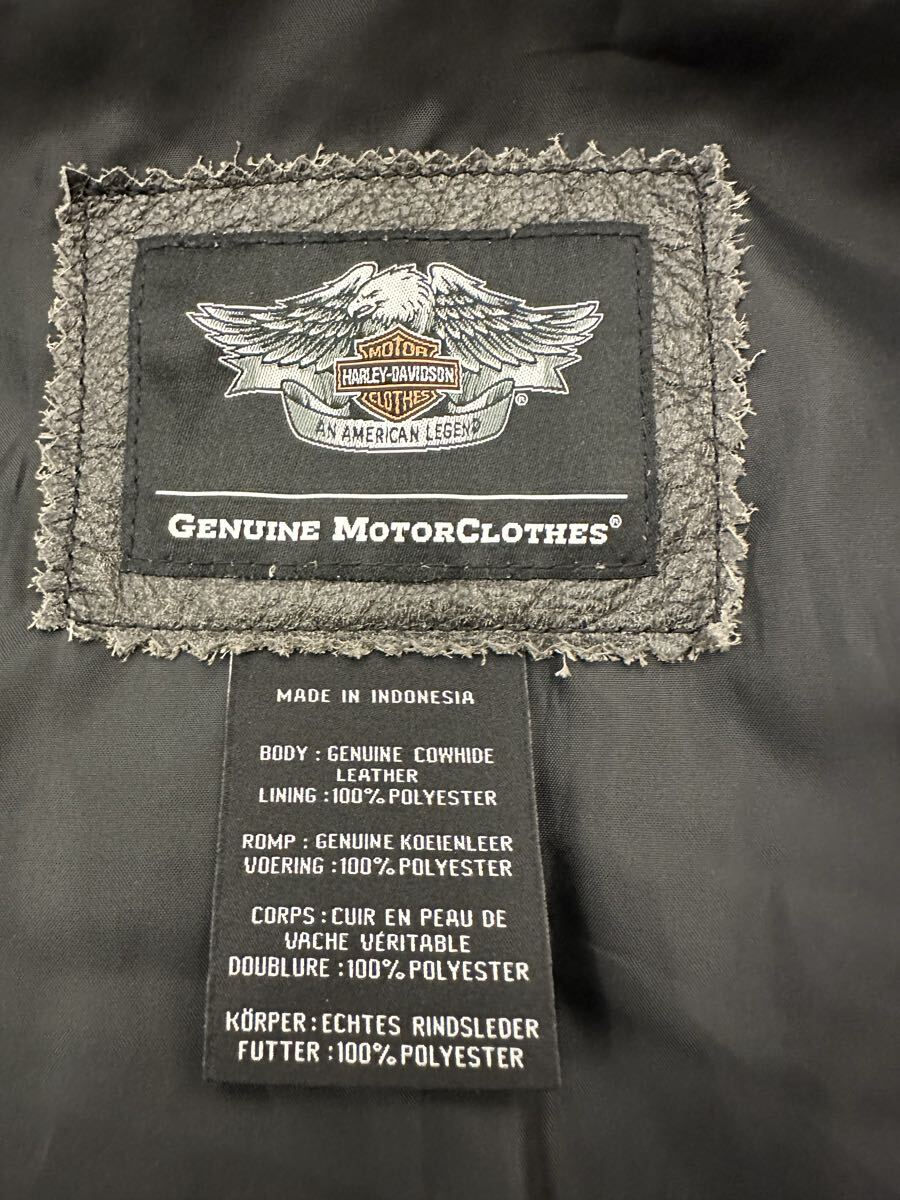 MOTOR
HARLEY-DAVIDSON
CLOTHES
®
AN AMERICAN LEGEND
GENUINE MOTORCLOTHES®
MADE IN INDONESIA
BODY : GENUINE COWHIDE
LEATHER
LINING :100% POLYESTER
ROMP : GENUINE KOEIENLEER
VOERING :100% POLYESTER
CORPS : CUIR EN PEAU DE
VACHE VÉRITABLE
DOUBLURE :100% POLYESTER
KÖRPER : ECHTES RINDSLEDER
FUTTER :100% POLYESTER